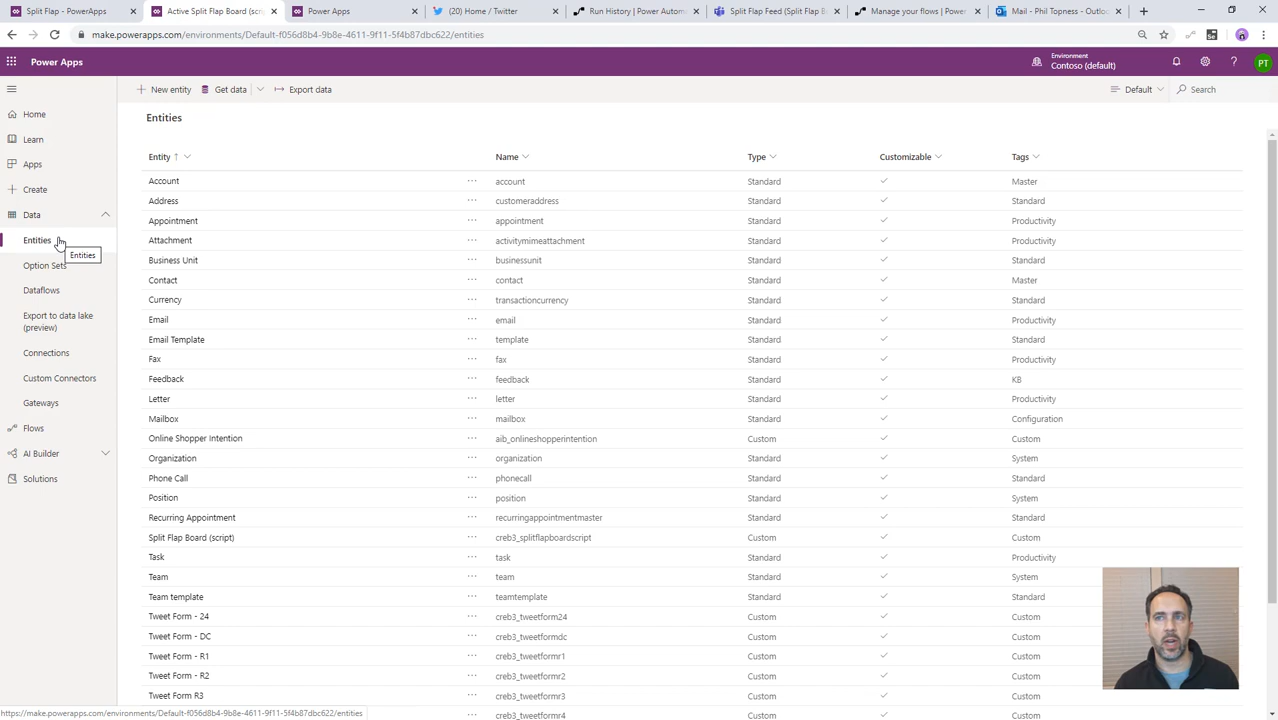 Split Flap - PowerApps
Active Split Flap Board (scri
Power Apps
(20) Home / Twitter
Run History | Power Automa
Split Flap Feed (Split Flap B
Manage your flows | Power
Mail - Phil Topness - Outloo
make.powerapps.com/environments/Default-f056d8b4-9b8e-4611-9f11-5f4b87dbc622/entities
Power Apps
Environment
Contoso (default)
PT
New entity
Get data
Export data
Default
Search
Home
Learn
Apps
Create
Data
Entities
Entities
Option Sets
Dataflows
Export to data lake
(preview)
Connections
Custom Connectors
Gateways
Flows
AI Builder
Solutions
Entities
Entity Name Type Customizable Tags
Account account Standard Master
Address customeraddress Standard Standard
Appointment appointment Standard Productivity
Attachment activitymimeattachment Standard Productivity
Business Unit businessunit Standard Standard
Contact contact Standard Master
Currency transactioncurrency Standard Standard
Email email Standard Productivity
Email Template template Standard Standard
Fax fax Standard Productivity
Feedback feedback Standard KB
Letter letter Standard Productivity
Mailbox mailbox Standard Configuration
Online Shopper Intention aib_onlineshopperintention Custom Custom
Organization organization Standard System
Phone Call phonecall Standard Standard
Position position Standard System
Recurring Appointment recurringappointmentmaster Standard Standard
Split Flap Board (script) creb3_splitflapboardscript Custom Custom
Task task Standard Productivity
Team team Standard System
Team template teamtemplate Standard Standard
Tweet Form - 24 creb3_tweetform24 Custom Custom
Tweet Form - DC creb3_tweetformdc Custom Custom
Tweet Form - R1 creb3_tweetformr1 Custom Custom
Tweet Form - R2 creb3_tweetformr2 Custom Custom
Tweet Form R3 creb3_tweetformr3 Custom Custom
creb3_tweetformr4 Custom Custom
https://make.powerapps.com/environments/Default-f056d8b4-9b8e-4611-9f11-5f4b87dbc622/entities